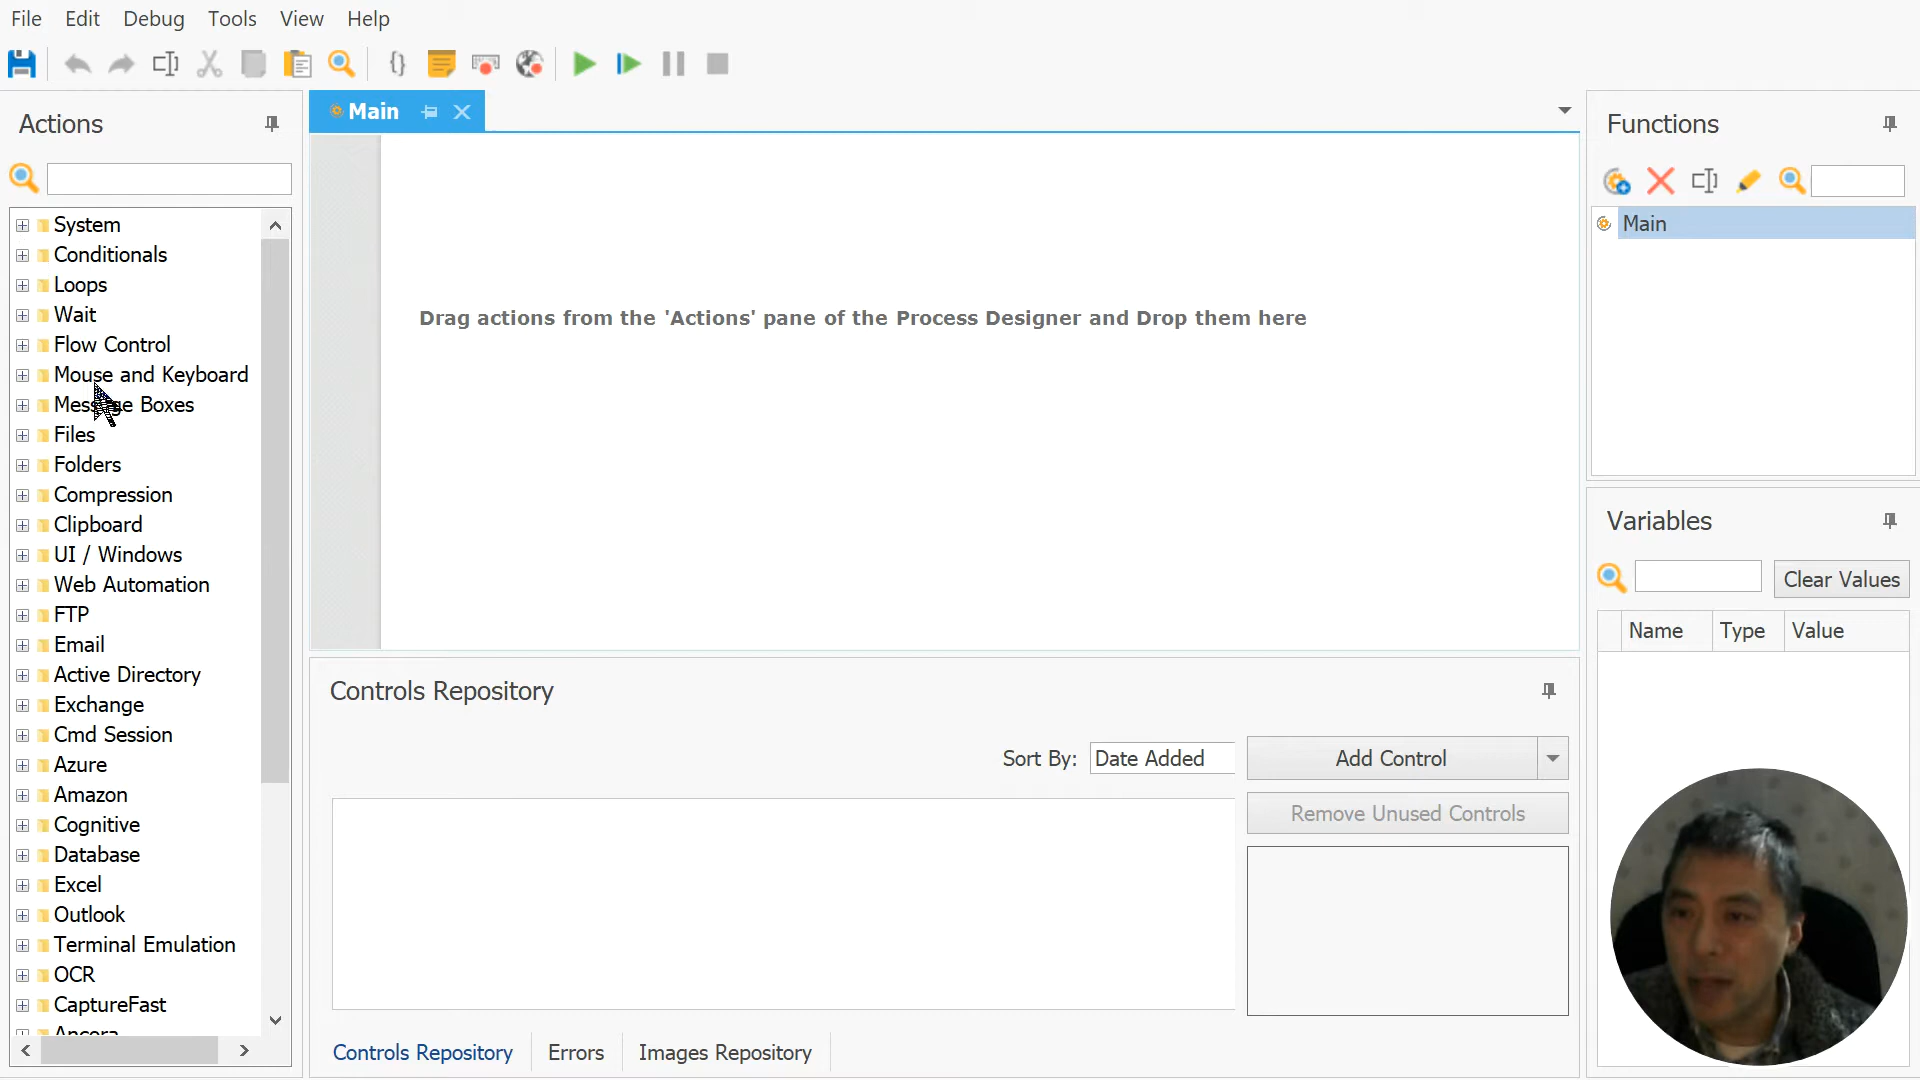 File Edit Debug Tools View Help
Main
Actions
Drag actions from the 'Actions' pane of the Process Designer and Drop them here
System
Conditionals
Loops
Wait
Flow Control
Mouse and Keyboard
Message Boxes
Files
Folders
Compression
Clipboard
UI / Windows
Web Automation
FTP
Email
Active Directory
Exchange
Cmd Session
Azure
Amazon
Cognitive
Database
Excel
Outlook
Terminal Emulation
OCR
CaptureFast
Ancora
Controls Repository
Sort By: Date Added
Add Control
Remove Unused Controls
Controls Repository Errors Images Repository
Functions
Main
Variables
Clear Values
Name Type Value